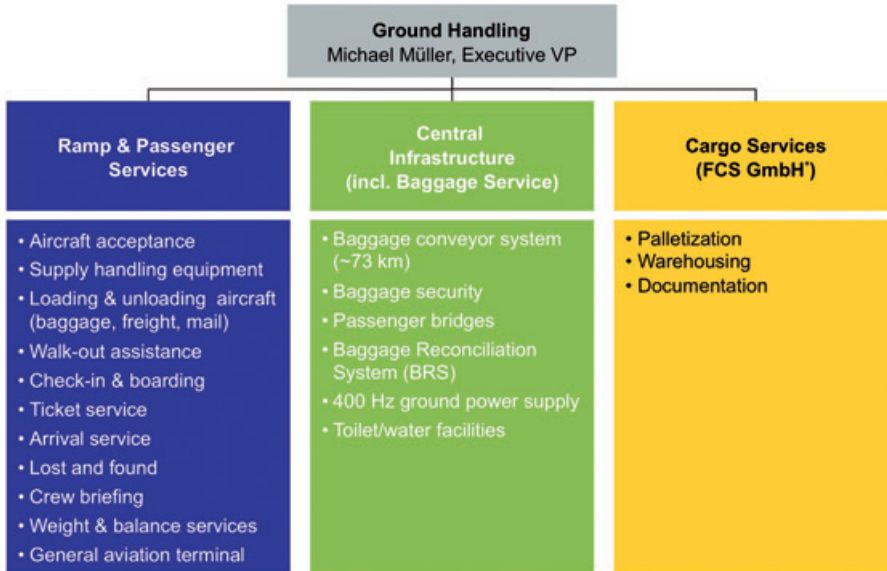 Ground Handling
Michael Müller, Executive VP
Ramp & Passenger
Services
• Aircraft acceptance
• Supply handling equipment
• Loading & unloading aircraft
(baggage, freight, mail)
• Walk-out assistance
• Check-in & boarding
• Ticket service
• Arrival service
• Lost and found
• Crew briefing
• Weight & balance services
• General aviation terminal
Central
Infrastructure
(incl. Baggage Service)
• Baggage conveyor system
(~73 km)
• Baggage security
• Passenger bridges
• Baggage Reconciliation
System (BRS)
• 400 Hz ground power supply
• Toilet/water facilities
Cargo Services
(FCS GmbH*)
• Palletization
• Warehousing
• Documentation